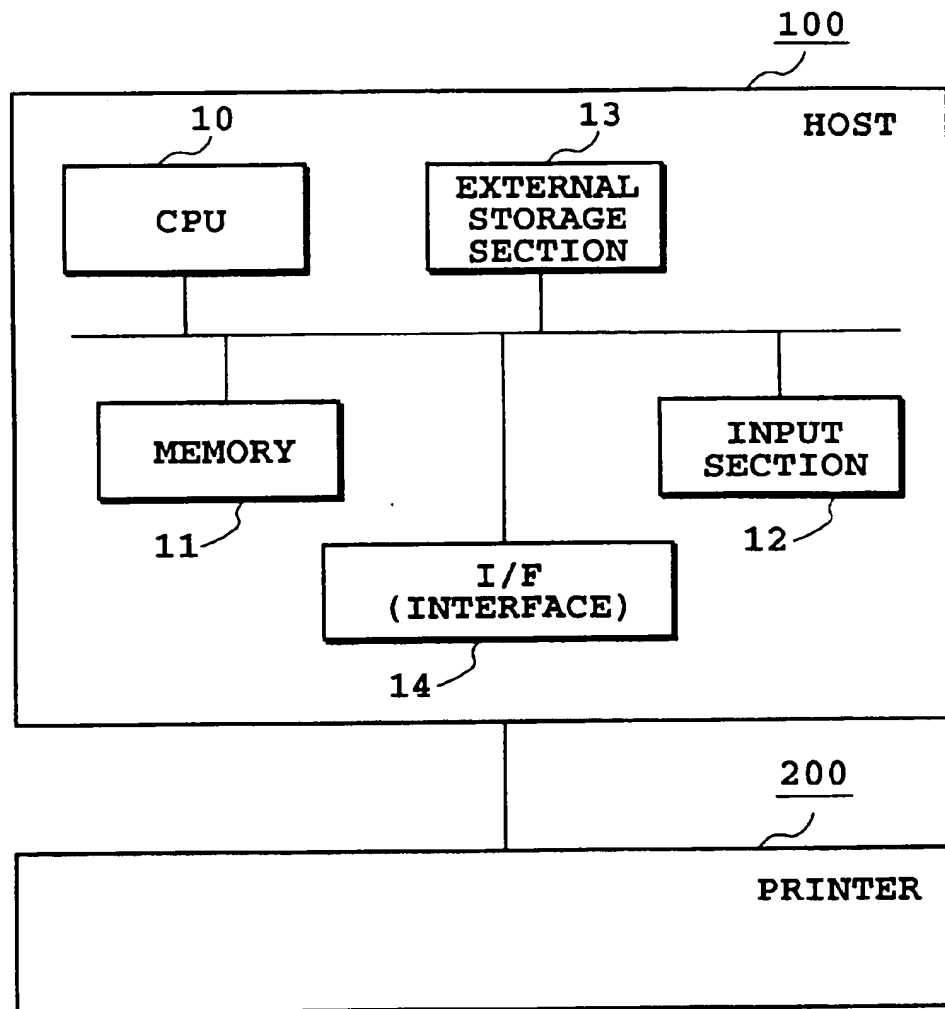 100
HOST
10
13
CPU
EXTERNAL
STORAGE
SECTION
MEMORY
INPUT
SECTION
11
12
I/F
(INTERFACE)
14
200
PRINTER